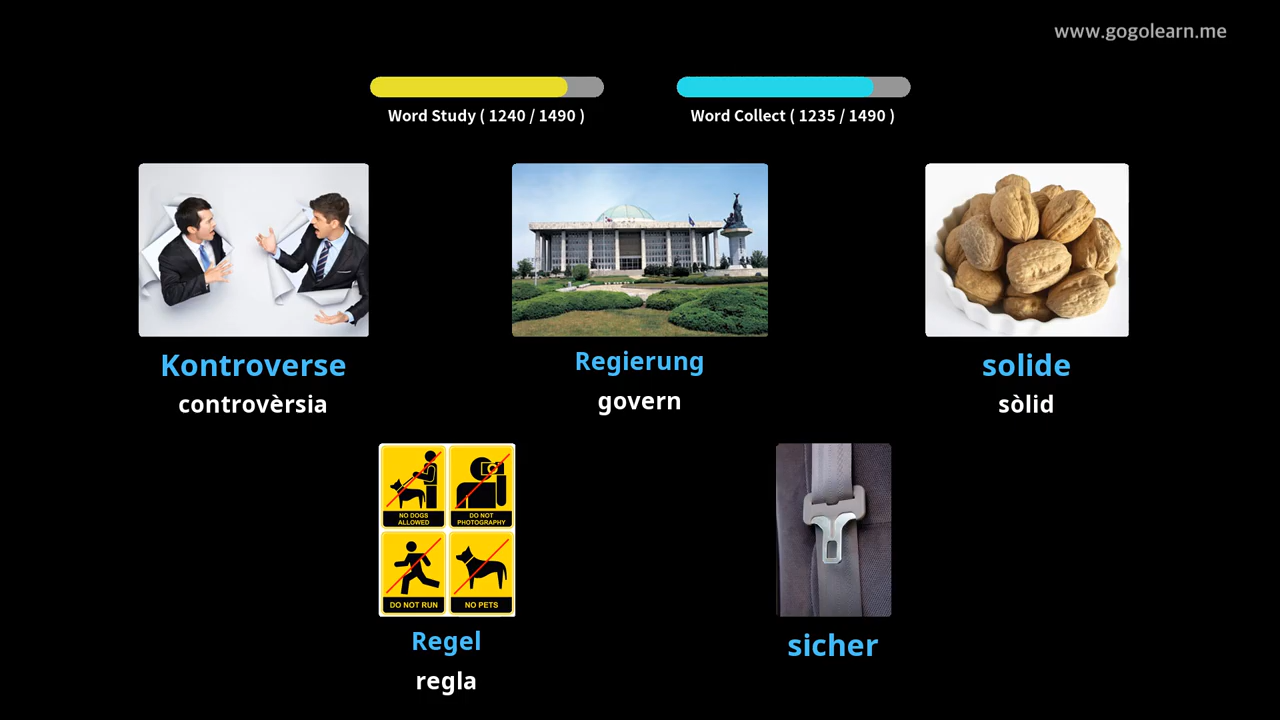 www.gogolearn.me
Word Study ( 1240 / 1490 )
Word Collect ( 1235 / 1490 )
Kontroverse
controvèrsia
Regierung
govern
solide
sòlid
NO DOGS
ALLOWED
DO NOT
PHOTOGRAPHY
DO NOT RUN
NO PETS
Regel
regla
sicher